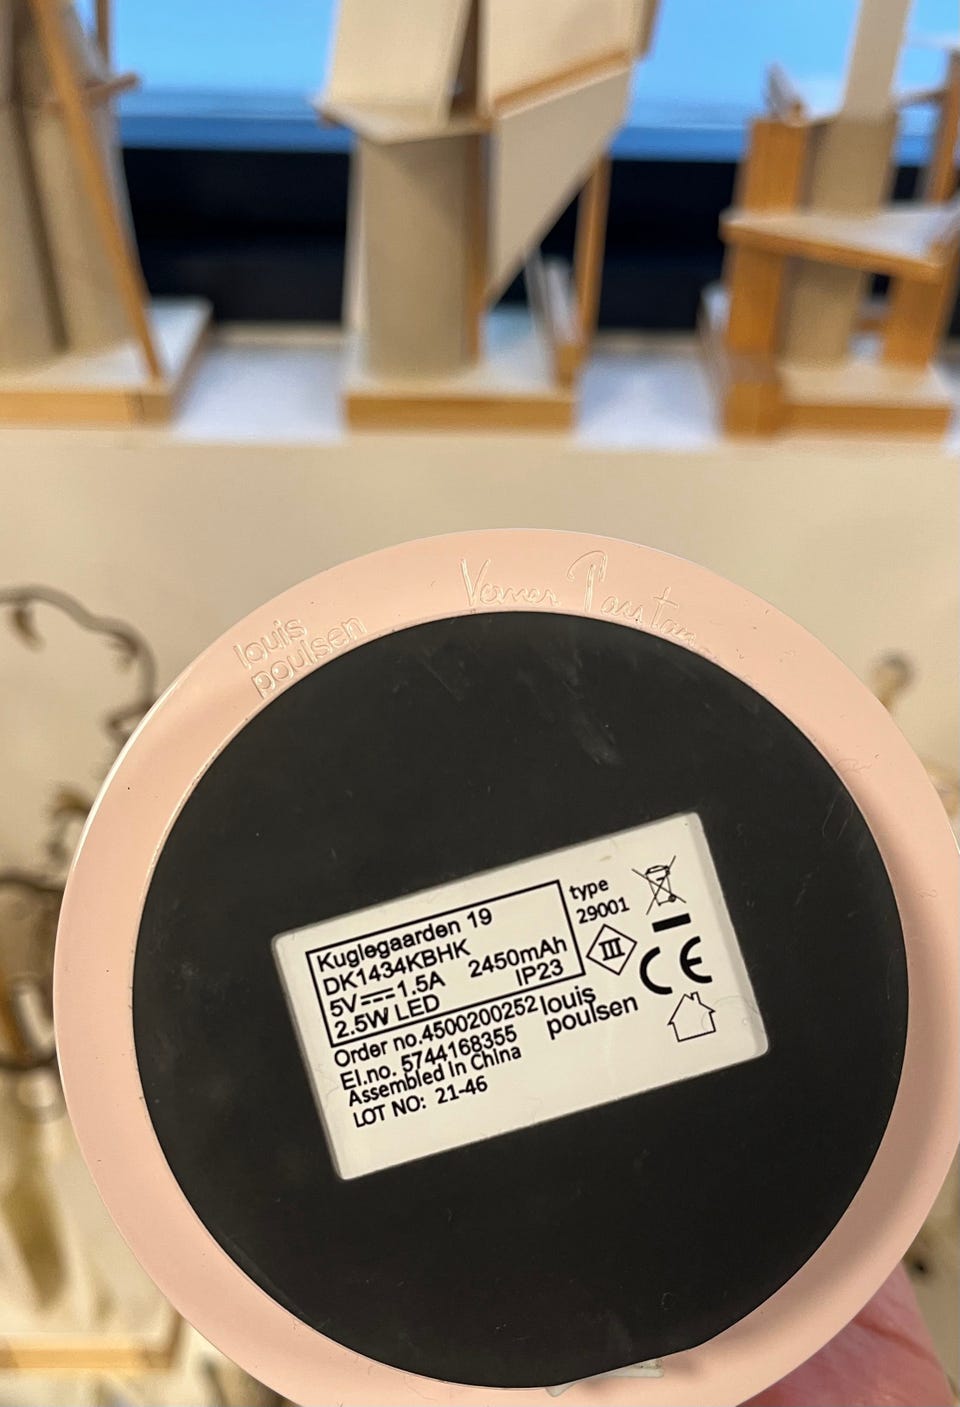 louis
poulsen
Verner Panton
Kuglegaarden 19
DK1434KBHK
5V⎓1.5A 2450mAh
2.5W LED IP23
type
29001
III
CE
Order no.4500200252
El.no. 5744168355
Assembled In China
LOT NO: 21-46
louis
poulsen